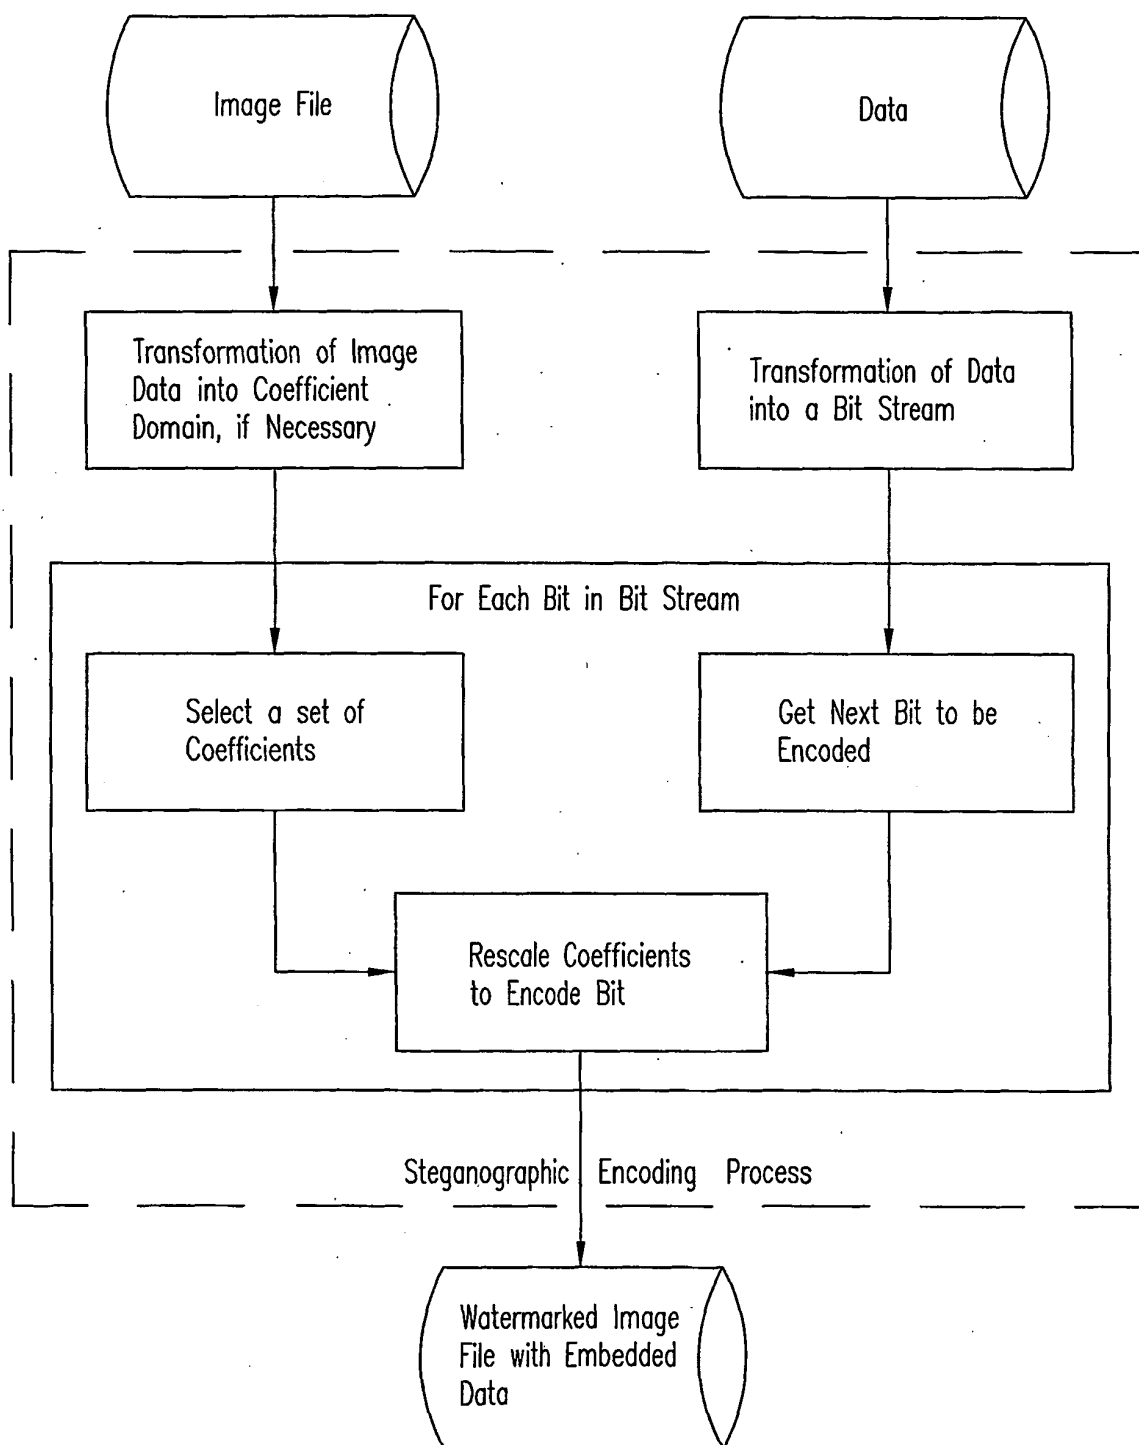 Image File
Data
Transformation of Image
Data into Coefficient
Domain, if Necessary
Transformation of Data
into a Bit Stream
For Each Bit in Bit Stream
Select a set of
Coefficients
Get Next Bit to be
Encoded
Rescale Coefficients
to Encode Bit
Steganographic Encoding Process
Watermarked Image
File with Embedded
Data